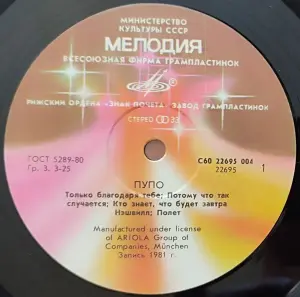 МИНИСТЕРСТВО
КУЛЬТУРЫ СССР
МЕЛОДИЯ
ВСЕСОЮЗНАЯ ФИРМА ГРАМПЛАСТИНОК
РИЖСКИЙ ОРДЕНА «ЗНАК ПОЧЕТА» ЗАВОД ГРАМПЛАСТИНОК
СТЕРЕО 33
ГОСТ 5289-80
Гр. 3. 3-25
С60 22695 004
22695 1
ПУПО
Только благодаря тебе; Потому что так
случается; Кто знает, что будет завтра
Нэшвилл; Полет
Manufactured under license
of ARIOLA Group of
Companies, München
Запись 1981 г.